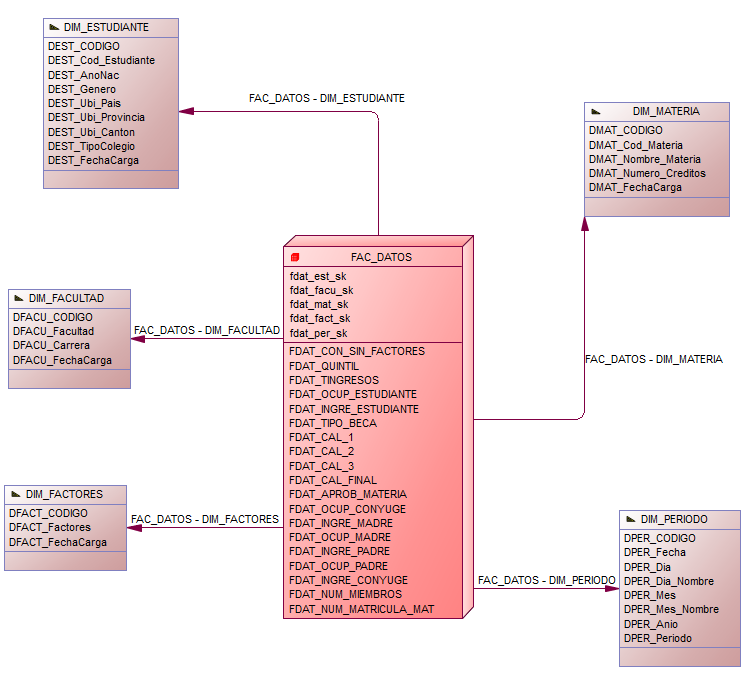 DIM_ESTUDIANTE
DEST_CODIGO
DEST_Cod_Estudiante
DEST_AnoNac
DEST_Genero
DEST_Ubi_Pais
DEST_Ubi_Provincia
DEST_Ubi_Canton
DEST_TipoColegio
DEST_FechaCarga
FAC_DATOS - DIM_ESTUDIANTE
DIM_MATERIA
DMAT_CODIGO
DMAT_Cod_Materia
DMAT_Nombre_Materia
DMAT_Numero_Creditos
DMAT_FechaCarga
FAC_DATOS
fdat_est_sk
fdat_facu_sk
fdat_mat_sk
fdat_fact_sk
fdat_per_sk
FDAT_CON_SIN_FACTORES
FDAT_QUINTIL
FDAT_TINGRESOS
FDAT_OCUP_ESTUDIANTE
FDAT_INGRE_ESTUDIANTE
FDAT_TIPO_BECA
FDAT_CAL_1
FDAT_CAL_2
FDAT_CAL_3
FDAT_CAL_FINAL
FDAT_APROB_MATERIA
FDAT_OCUP_CONYUGE
FDAT_INGRE_MADRE
FDAT_OCUP_MADRE
FDAT_INGRE_PADRE
FDAT_OCUP_PADRE
FDAT_INGRE_CONYUGE
FDAT_NUM_MIEMBROS
FDAT_NUM_MATRICULA_MAT
DIM_FACULTAD
DFACU_CODIGO
DFACU_Facultad
DFACU_Carrera
DFACU_FechaCarga
FAC_DATOS - DIM_FACULTAD
FAC_DATOS - DIM_MATERIA
DIM_FACTORES
DFACT_CODIGO
DFACT_Factores
DFACT_FechaCarga
FAC_DATOS - DIM_FACTORES
FAC_DATOS - DIM_PERIODO
DIM_PERIODO
DPER_CODIGO
DPER_Fecha
DPER_Dia
DPER_Dia_Nombre
DPER_Mes
DPER_Mes_Nombre
DPER_Anio
DPER_Periodo